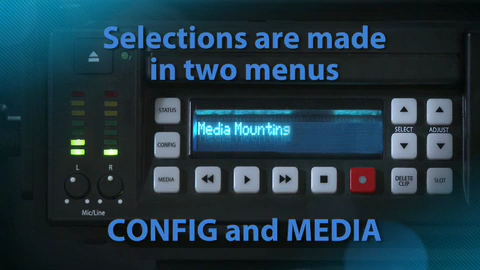 Selections are made
in two menus
STATUS
Media Mounting
SELECT
ADJUST
CONFIG
L
R
MEDIA
DELETE
CLIP
SLOT
Mic/Line
CONFIG and MEDIA